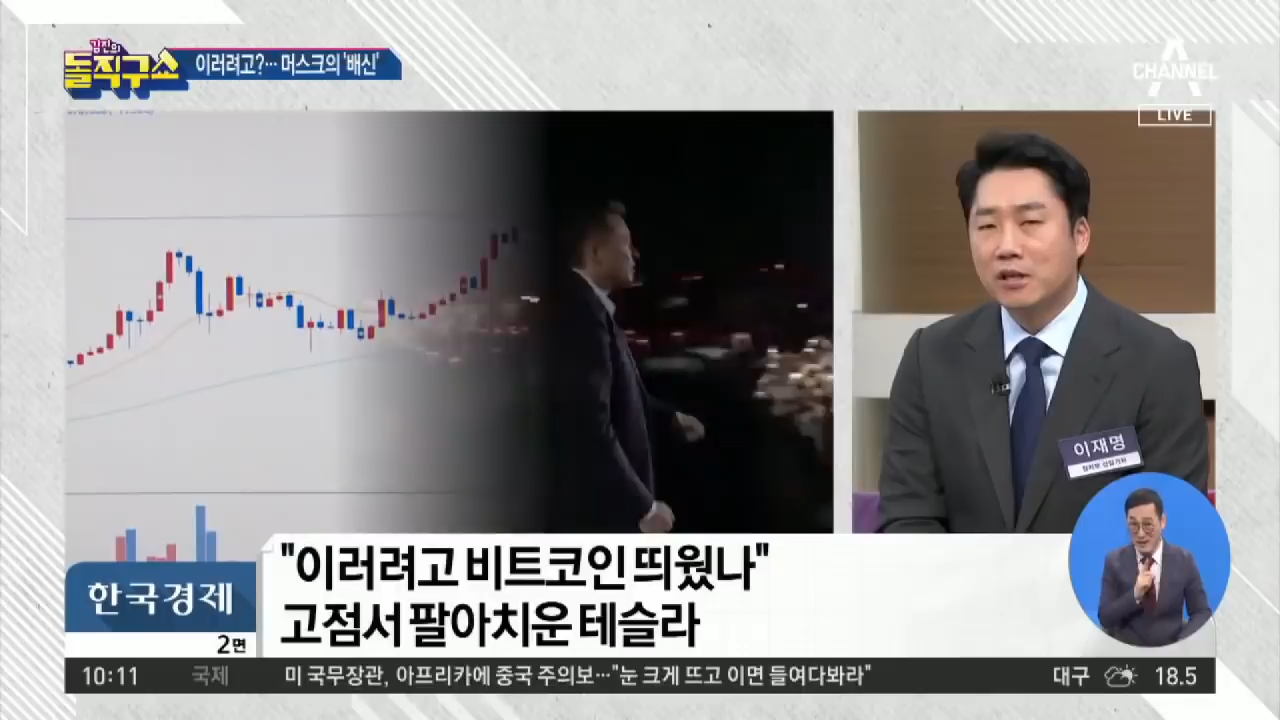 김진의
돌직구쇼
이러려고?… 머스크의 '배신'
CHANNEL A
LIVE
이재명
한국경제
2면
"이러려고 비트코인 띄웠나"
고점서 팔아치운 테슬라
10:11 국제 미 국무장관, 아프리카에 중국 주의보…"눈 크게 뜨고 이면 들여다봐라" 대구 18.5